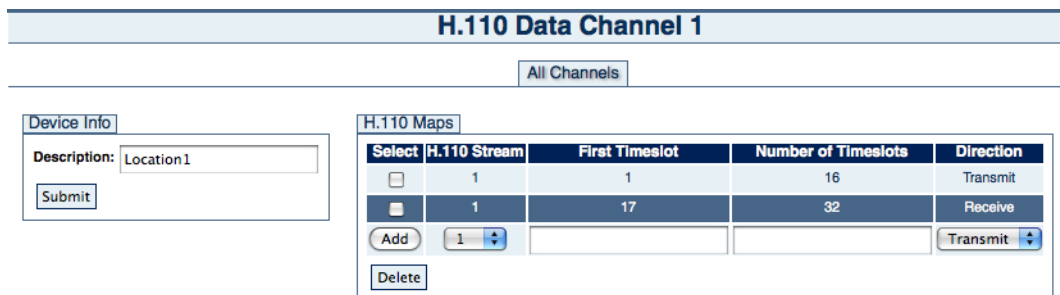 H.110 Data Channel 1
All Channels
Device Info
Description: Location1
Submit
H.110 Maps
Select H.110 Stream First Timeslot Number of Timeslots Direction
1 1 16 Transmit
1 17 32 Receive
Add 1 Transmit
Delete